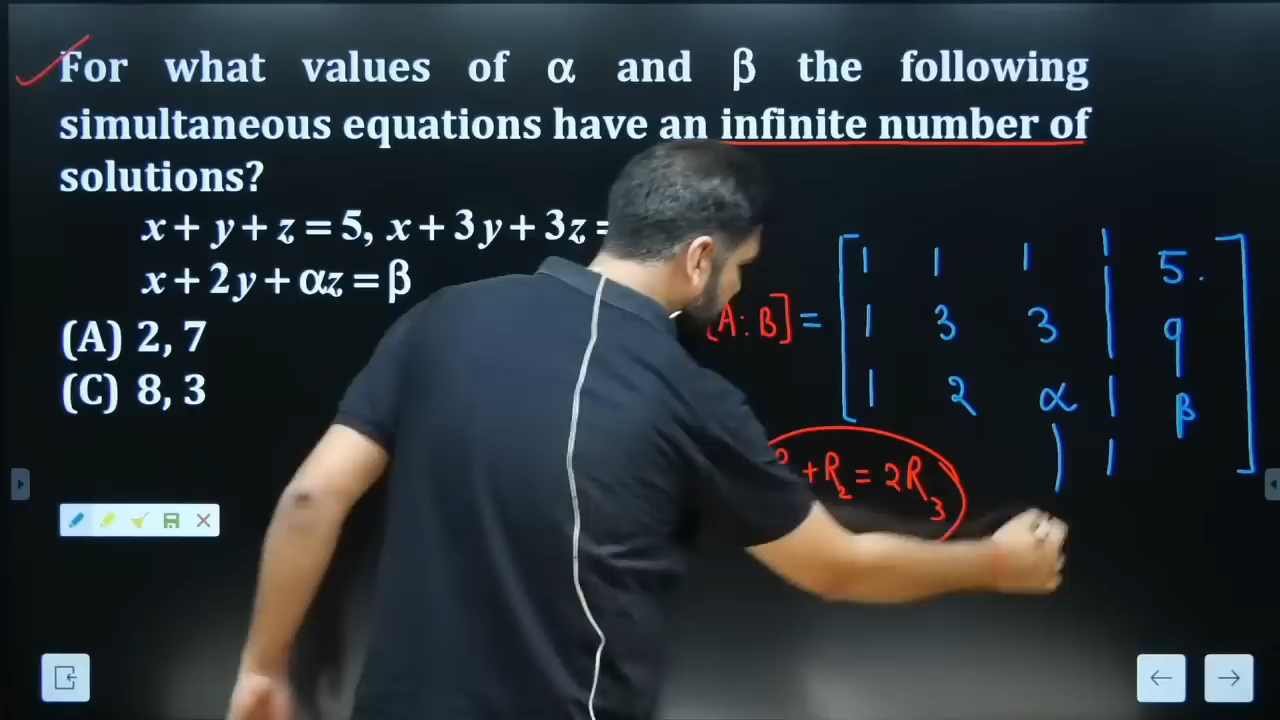 For what values of α and β the following
simultaneous equations have an infinite number of
solutions?
x + y + z = 5, x + 3y + 3z =
x + 2y + αz = β
(A) 2, 7
(C) 8, 3
[A : B] =
1 1 1 | 5.
1 3 3 | 9
1 2 α | β
+ R₂ = 2R₃